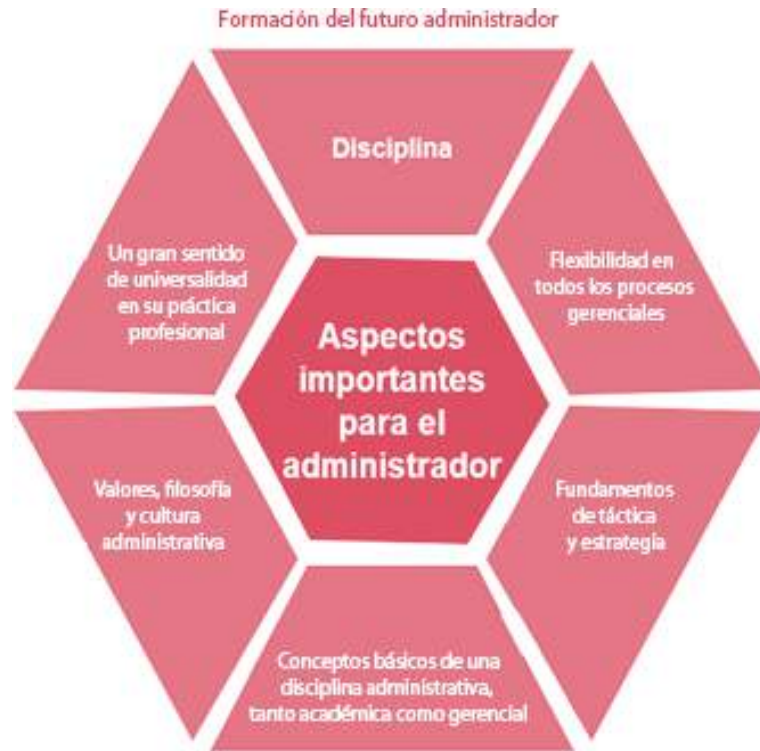 Formación del futuro administrador
Disciplina
Flexibilidad en
todos los procesos
gerenciales
Fundamentos
de táctica
y estrategia
Conceptos básicos de una
disciplina administrativa,
tanto académica como gerencial
Valores, filosofía
y cultura
administrativa
Un gran sentido
de universalidad
en su práctica
profesional
Aspectos
importantes
para el
administrador